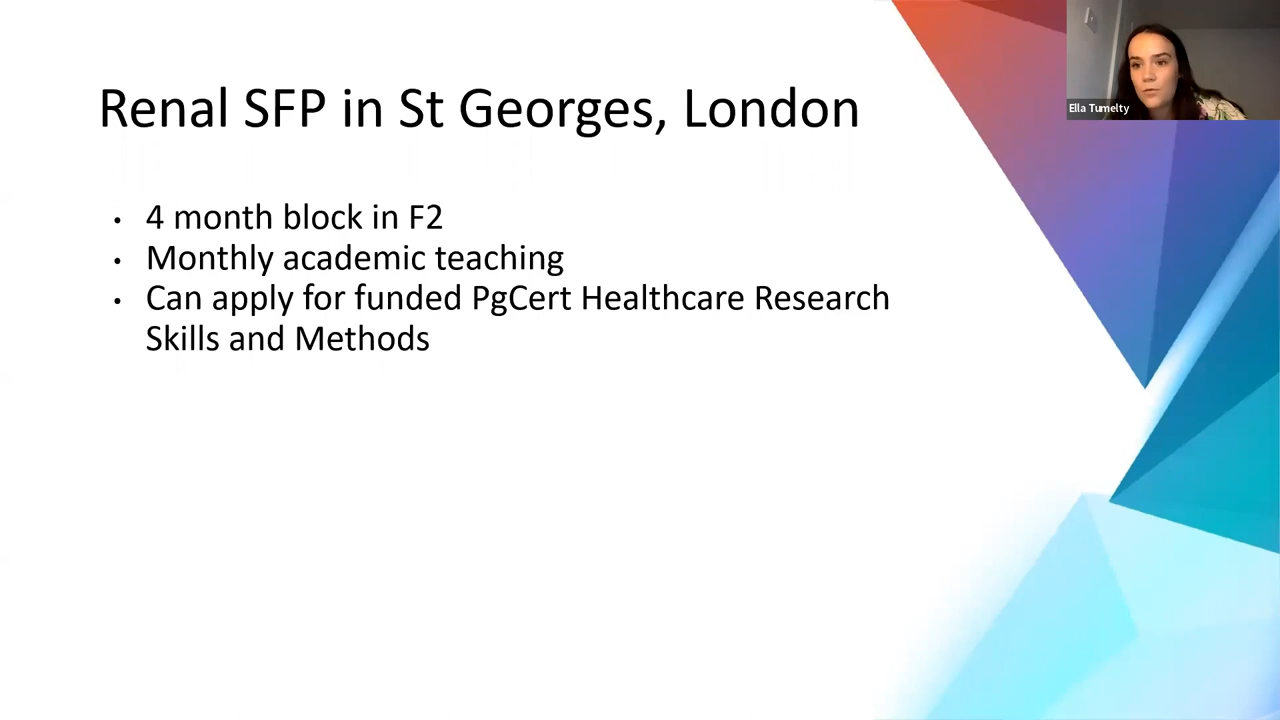 Renal SFP in St Georges, London
Ella Tumelty
• 4 month block in F2
• Monthly academic teaching
• Can apply for funded PgCert Healthcare Research
Skills and Methods